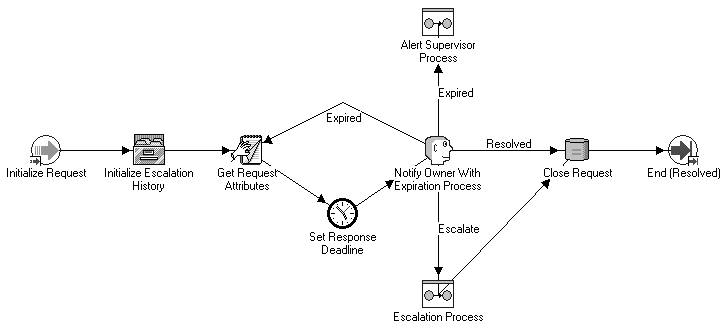 Alert Supervisor
Process
Expired
Expired
Resolved
Initialize Request
Initialize Escalation
History
Get Request
Attributes
Notify Owner With
Expiration Process
Close Request
End (Resolved)
Set Response
Deadline
Escalate
Escalation Process